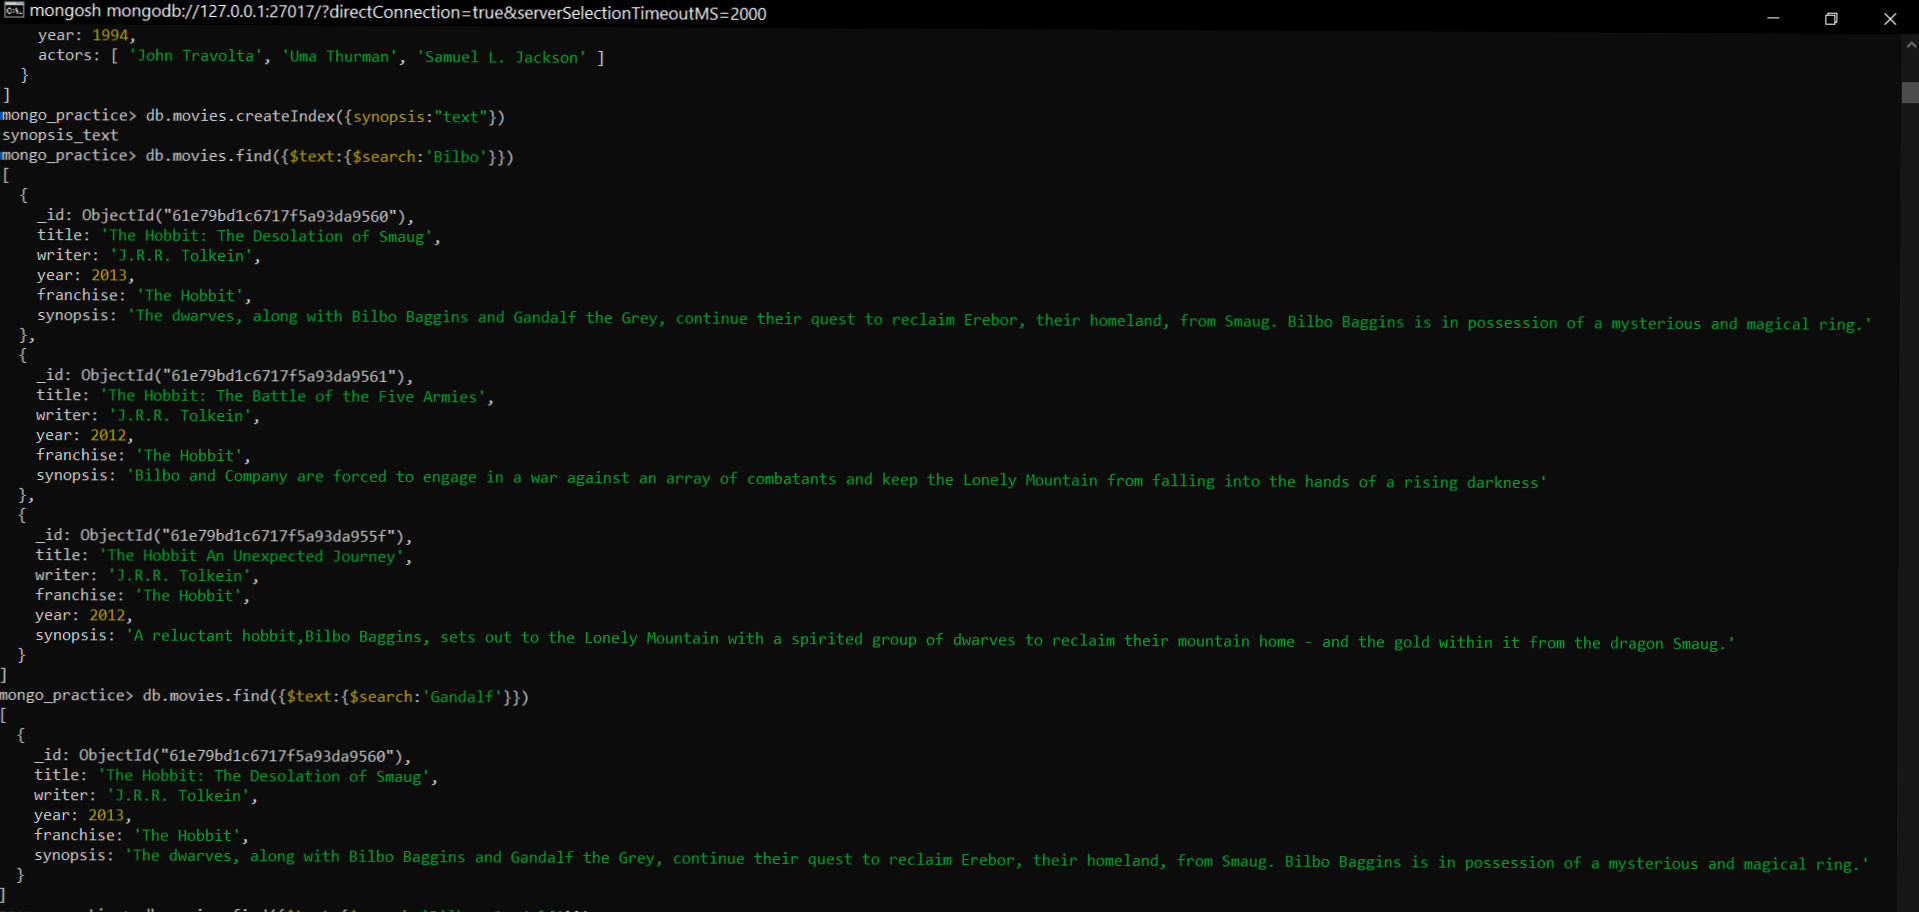 mongosh mongodb://127.0.0.1:27017/?directConnection=true&serverSelectionTimeoutMS=2000
year: 1994,
actors: [ 'John Travolta', 'Uma Thurman', 'Samuel L. Jackson' ]
}
]
mongo_practice> db.movies.createIndex({synopsis:"text"})
synopsis_text
mongo_practice> db.movies.find({$text:{$search:'Bilbo'}})
[
{
_id: ObjectId("61e79bd1c6717f5a93da9560"),
title: 'The Hobbit: The Desolation of Smaug',
writer: 'J.R.R. Tolkein',
year: 2013,
franchise: 'The Hobbit',
synopsis: 'The dwarves, along with Bilbo Baggins and Gandalf the Grey, continue their quest to reclaim Erebor, their homeland, from Smaug. Bilbo Baggins is in possession of a mysterious and magical ring.'
},
{
_id: ObjectId("61e79bd1c6717f5a93da9561"),
title: 'The Hobbit: The Battle of the Five Armies',
writer: 'J.R.R. Tolkein',
year: 2012,
franchise: 'The Hobbit',
synopsis: 'Bilbo and Company are forced to engage in a war against an array of combatants and keep the Lonely Mountain from falling into the hands of a rising darkness'
},
{
_id: ObjectId("61e79bd1c6717f5a93da955f"),
title: 'The Hobbit An Unexpected Journey',
writer: 'J.R.R. Tolkein',
franchise: 'The Hobbit',
year: 2012,
synopsis: 'A reluctant hobbit,Bilbo Baggins, sets out to the Lonely Mountain with a spirited group of dwarves to reclaim their mountain home - and the gold within it from the dragon Smaug.'
}
]
mongo_practice> db.movies.find({$text:{$search:'Gandalf'}})
[
{
_id: ObjectId("61e79bd1c6717f5a93da9560"),
title: 'The Hobbit: The Desolation of Smaug',
writer: 'J.R.R. Tolkein',
year: 2013,
franchise: 'The Hobbit',
synopsis: 'The dwarves, along with Bilbo Baggins and Gandalf the Grey, continue their quest to reclaim Erebor, their homeland, from Smaug. Bilbo Baggins is in possession of a mysterious and magical ring.'
}
]